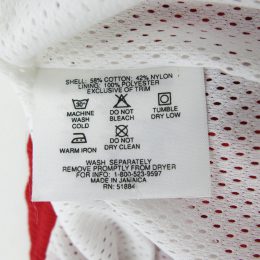 SHELL: 58% COTTON; 42% NYLON
LINING: 100% POLYESTER
EXCLUSIVE OF TRIM
30°
MACHINE WASH COLD
DO NOT BLEACH
TUMBLE DRY LOW
WARM IRON
DO NOT DRY CLEAN
WASH SEPARATELY
REMOVE PROMPTLY FROM DRYER
FOR INFO: 1-800-523-9597
MADE IN JAMAICA
RN: 51884